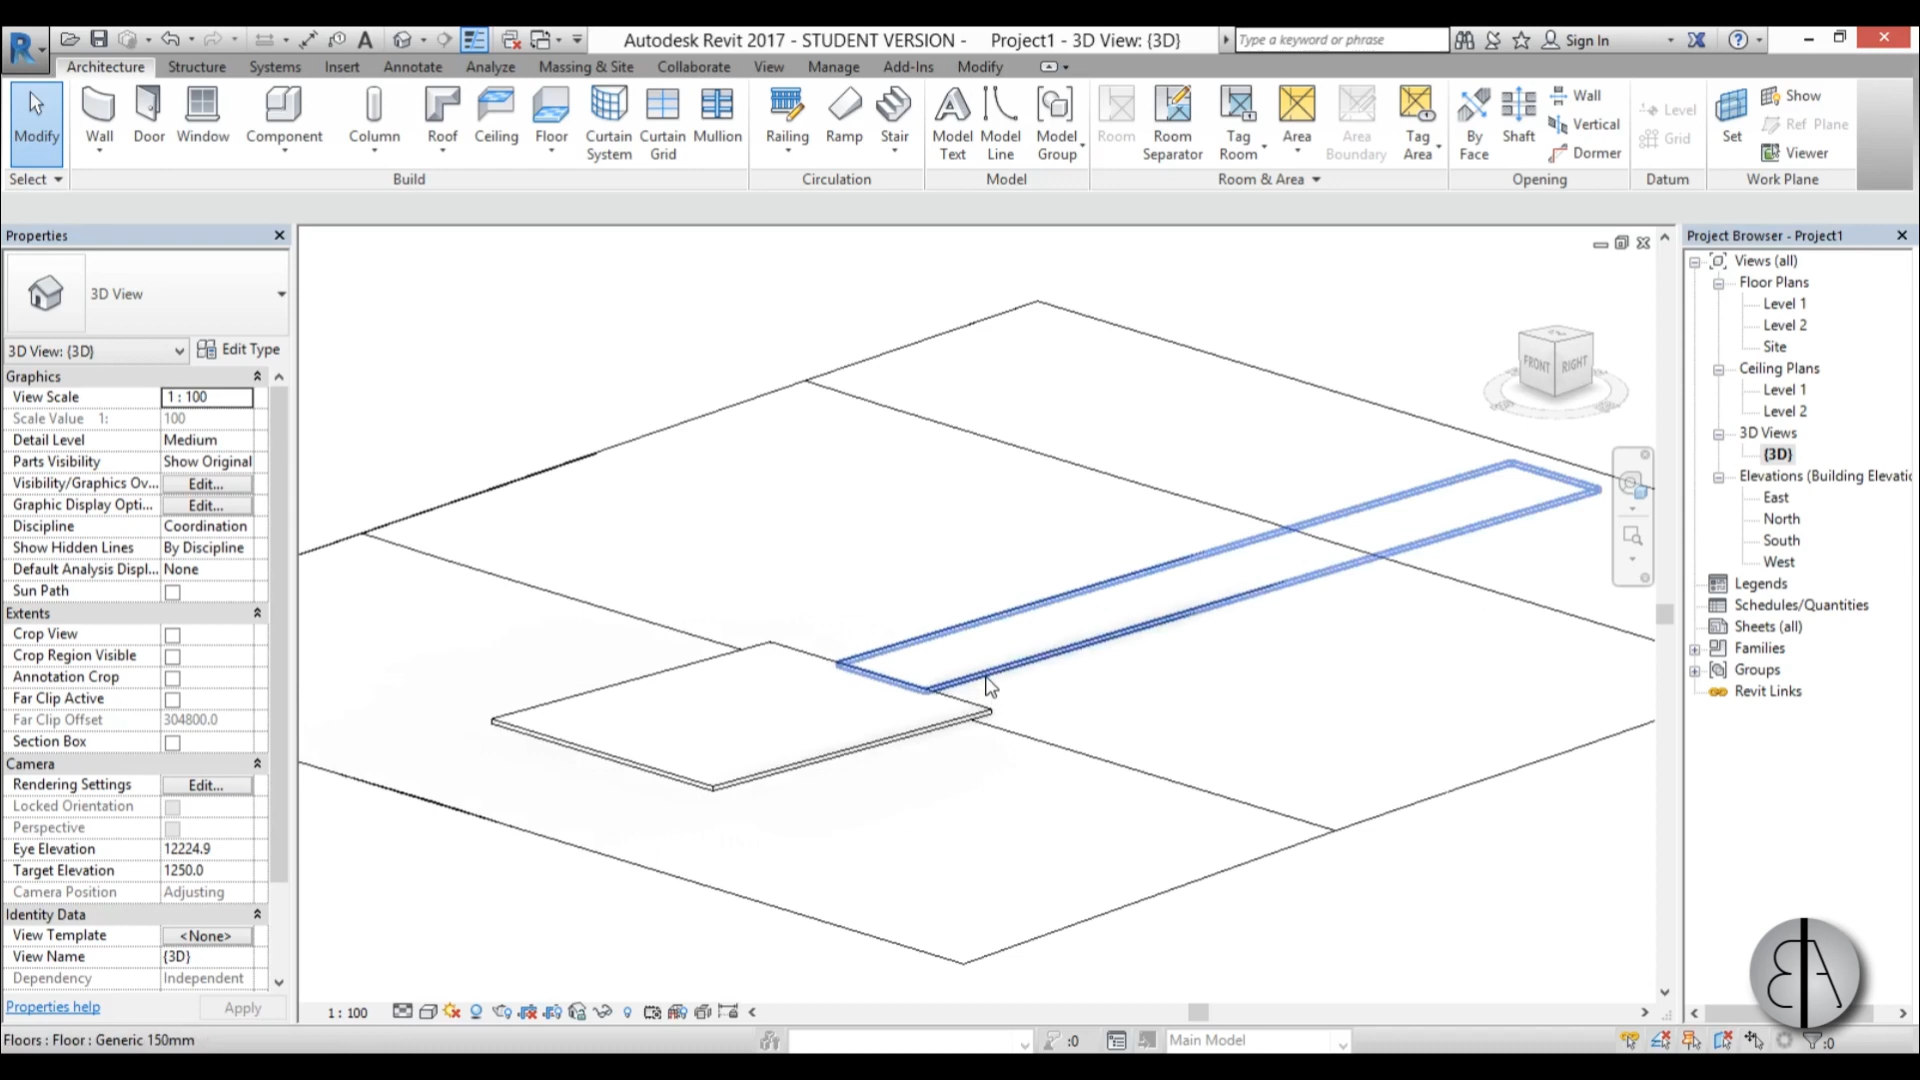 Autodesk Revit 2017 - STUDENT VERSION - Project1 - 3D View: {3D}
Type a keyword or phrase
Sign In
Architecture Structure Systems Insert Annotate Analyze Massing & Site Collaborate View Manage Add-Ins Modify
Modify Wall Door Window Component Column Roof Ceiling Floor Curtain System Curtain Grid Mullion Railing Ramp Stair Model Text Model Line Model Group Room Room Separator Tag Room Area Area Boundary Tag Area By Face Shaft Wall Vertical Dormer Level Grid Set Show Ref Plane Viewer
Select Build Circulation Model Room & Area Opening Datum Work Plane
Properties
3D View
3D View: {3D} Edit Type
Graphics
View Scale 1 : 100
Scale Value 1: 100
Detail Level Medium
Parts Visibility Show Original
Visibility/Graphics Ov... Edit...
Graphic Display Opti... Edit...
Discipline Coordination
Show Hidden Lines By Discipline
Default Analysis Displ... None
Sun Path
Extents
Crop View
Crop Region Visible
Annotation Crop
Far Clip Active
Far Clip Offset 304800.0
Section Box
Camera
Rendering Settings Edit...
Locked Orientation
Perspective
Eye Elevation 12224.9
Target Elevation 1250.0
Camera Position Adjusting
Identity Data
View Template <None>
View Name {3D}
Dependency Independent
Properties help Apply
FRONT RIGHT
Project Browser - Project1
Views (all)
Floor Plans
Level 1
Level 2
Site
Ceiling Plans
Level 1
Level 2
3D Views
{3D}
Elevations (Building Elevatic
East
North
South
West
Legends
Schedules/Quantities
Sheets (all)
Families
Groups
Revit Links
1 : 100
Floors : Floor : Generic 150mm
:0
Main Model
:0